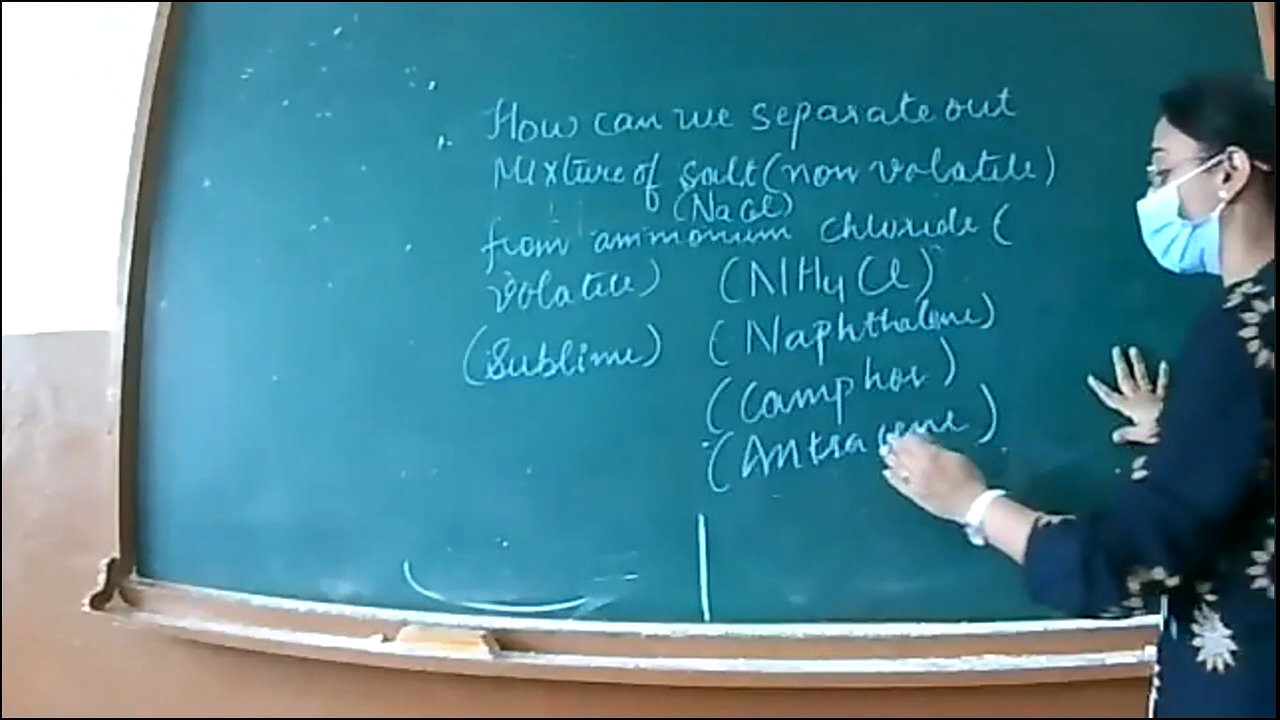 How can we separate out
Mixture of salt (non volatile)
(NaCl)
from ammonium chloride (
volatile) (NH4Cl)
(Sublime) (Naphthalene)
(Camphor)
(Antracene)